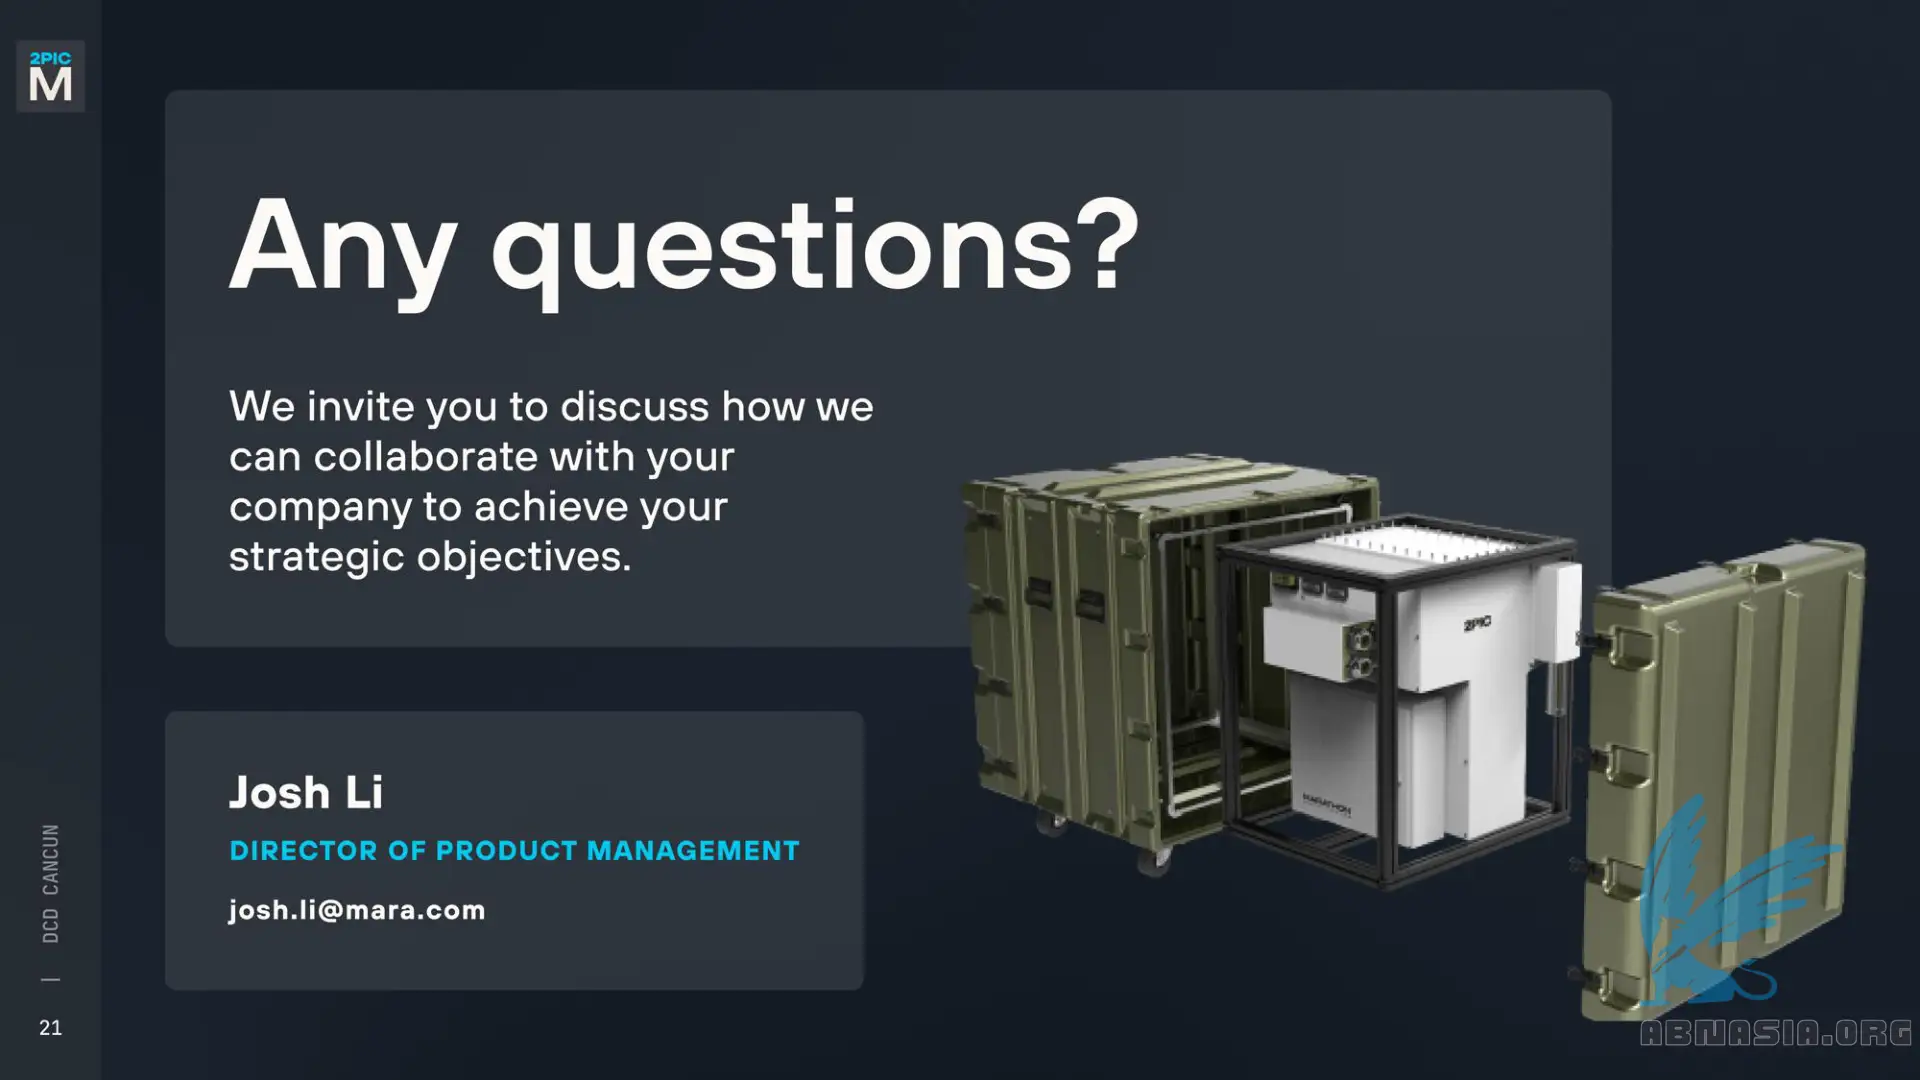 2PIC
M
Any questions?
We invite you to discuss how we
can collaborate with your
company to achieve your
strategic objectives.
2PIC
MARATHON
Josh Li
DIRECTOR OF PRODUCT MANAGEMENT
josh.li@mara.com
DCD CANCUN
|
21
ABNASIA.ORG